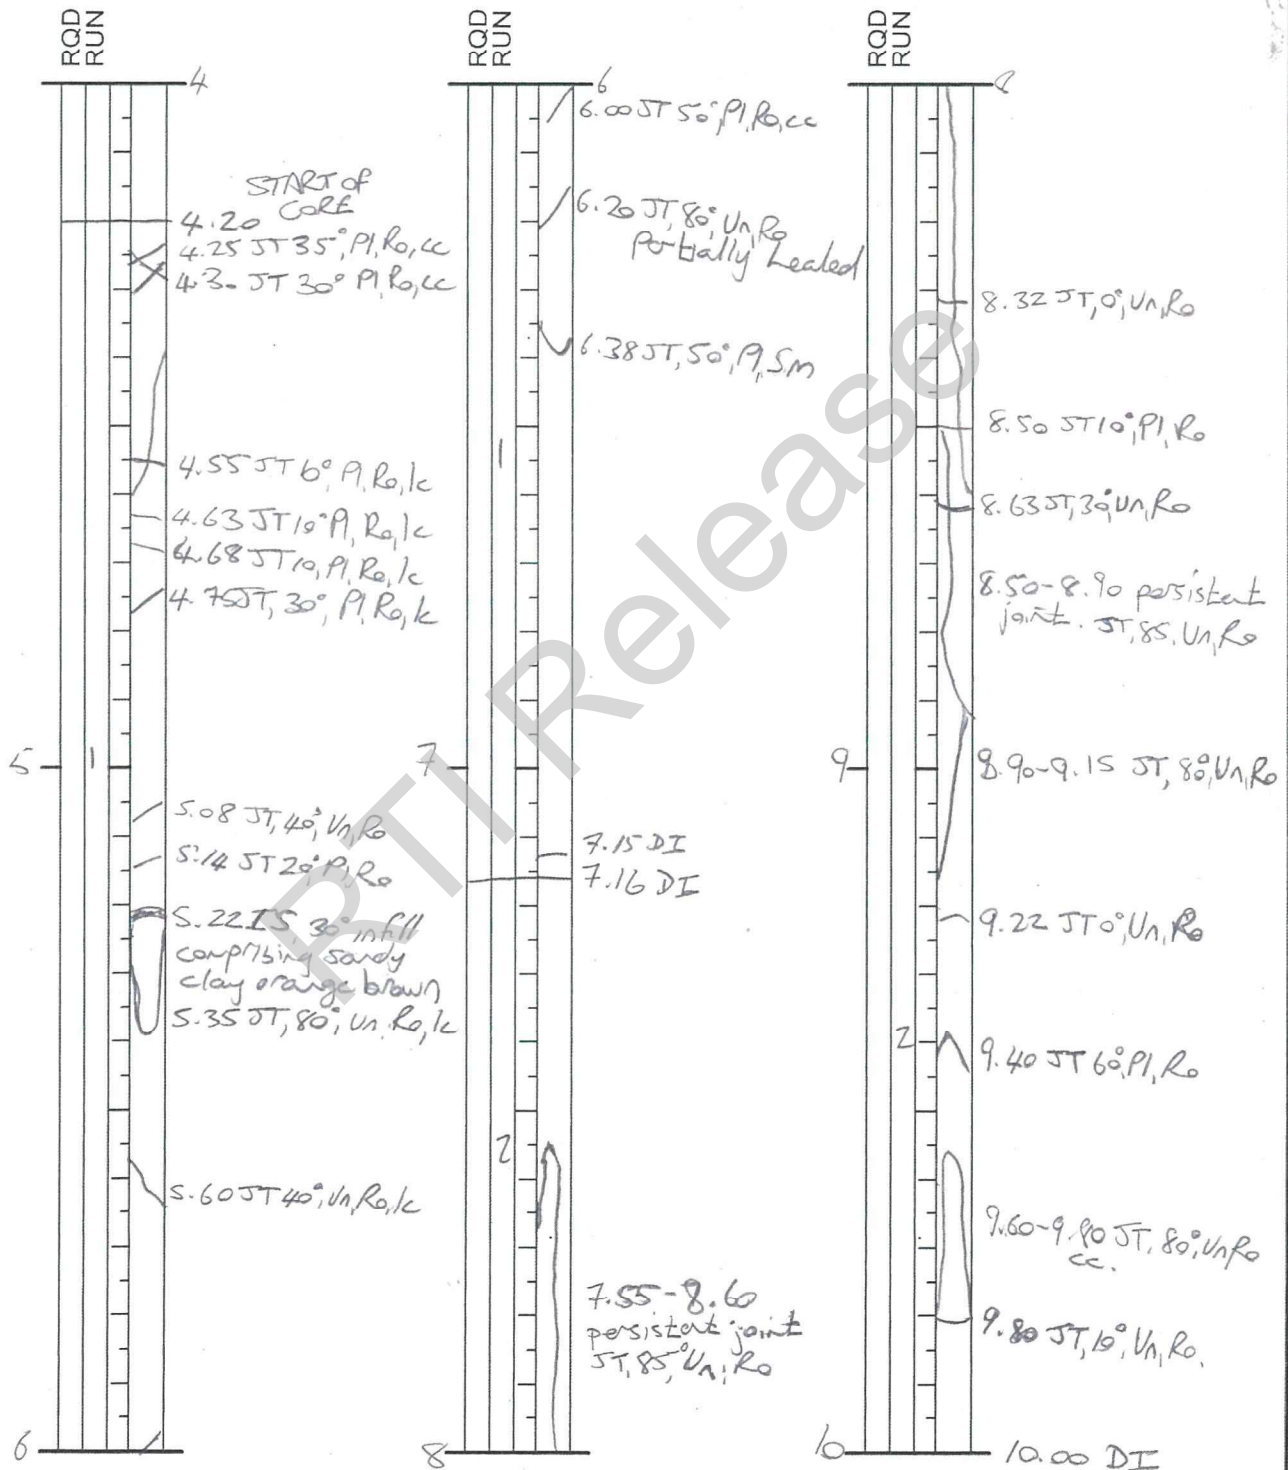 RQD
RUN
4
START OF
CORE
4.20
4.25 JT 35°, Pl, Ro, cc
4.30 JT 30° Pl, Ro, cc
4.55 JT 10°, Pl, Ro, k
4.63 JT 10° Pl, Ro, k
4.68 JT 10, Pl, Ro, k
4.75 JT, 30°, Pl, Ro, k
5
1
5.08 JT, 40°, Un, Ro
5.14 JT 20°, Pl, Ro
5.22 IS 30° infill
comprising sandy
clay orange brown
5.35 JT, 80°, Un, Ro, k
5.60 JT 40°, Un, Ro, k
6
RQD
RUN
6
6.00 JT 50°, Pl, Ro, cc
6.20 JT, 80°, Un, Ro
Partially healed
6.38 JT, 50°, Pl, Sm
1
7
7.15 DI
7.16 DI
2
7.55-8.60
persistent joint
JT, 85°, Un, Ro
8
RQD
RUN
8
8.32 JT, 0°, Un, Ro
8.50 JT 10°, Pl, Ro
8.63 JT, 30, Un, Ro
8.50-8.90 persistent
joint. JT, 85, Un, Ro
9
8.90-9.15 JT, 80°, Un, Ro
9.22 JT 0°, Un, Ro
2
9.40 JT 60°, Pl, Ro
9.60-9.80 JT, 80°, Un, Ro
cc.
9.80 JT, 10°, Un, Ro.
10
10.00 DI
RTI Release